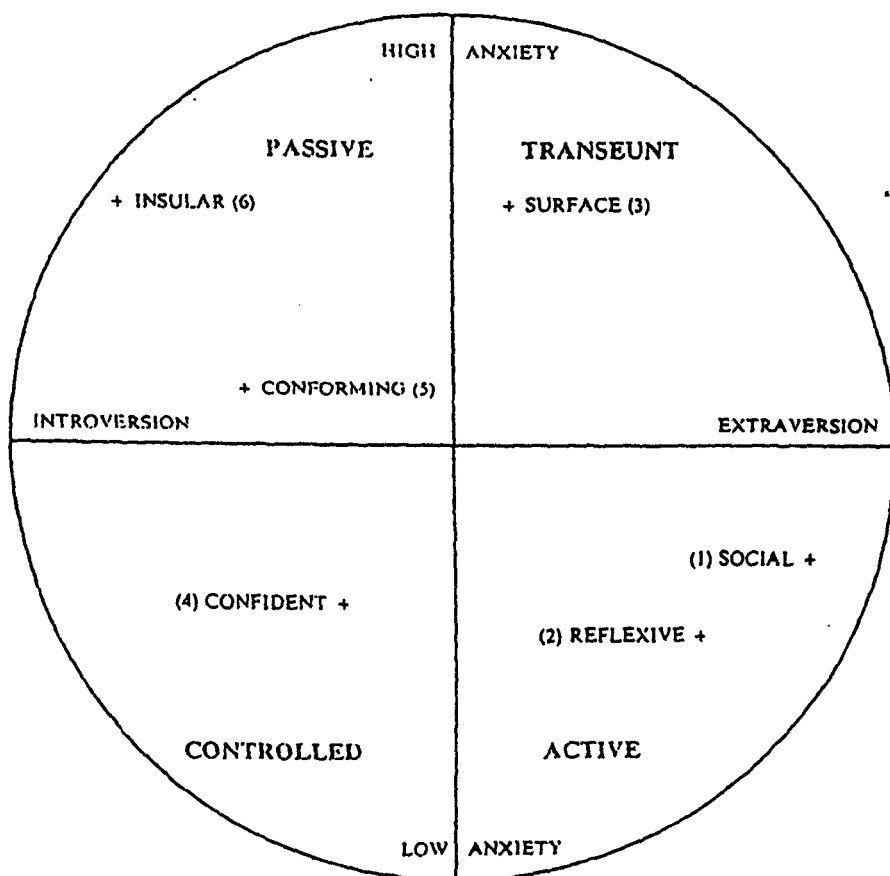 HIGH ANXIETY
PASSIVE TRANSEUNT
+ INSULAR (6) + SURFACE (3)
+ CONFORMING (5)
INTROVERSION EXTRAVERSION
(1) SOCIAL +
(4) CONFIDENT +
(2) REFLEXIVE +
CONTROLLED ACTIVE
LOW ANXIETY